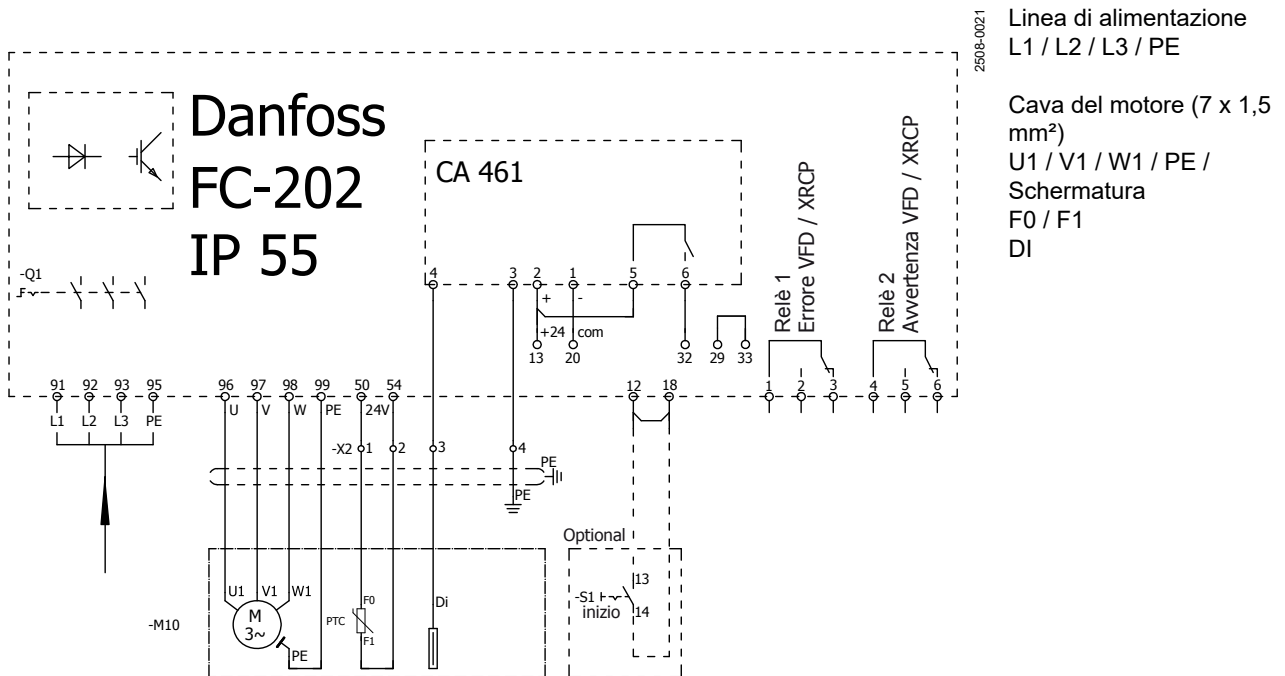 2508-0021
Linea di alimentazione
L1 / L2 / L3 / PE
Cava del motore (7 x 1,5
mm²)
U1 / V1 / W1 / PE /
Schermatura
F0 / F1
DI
Danfoss
FC-202
IP 55
CA 461
4 3 2 1 5 6
+ -
+24 com
13 20 32 29 33
Relè 1
Errore VFD / XRCP
Relè 2
Avvertenza VFD / XRCP
-Q1
91 92 93 95 96 97 98 99 50 54 12 18 1 2 3 4 5 6
L1 L2 L3 PE U V W PE 24V
-X2 1 2 3 4
PE
PE
Optional
U1 V1 W1 F0 Di
-M10
M
3~
PTC
F1
PE
-S1
inizio
13
14